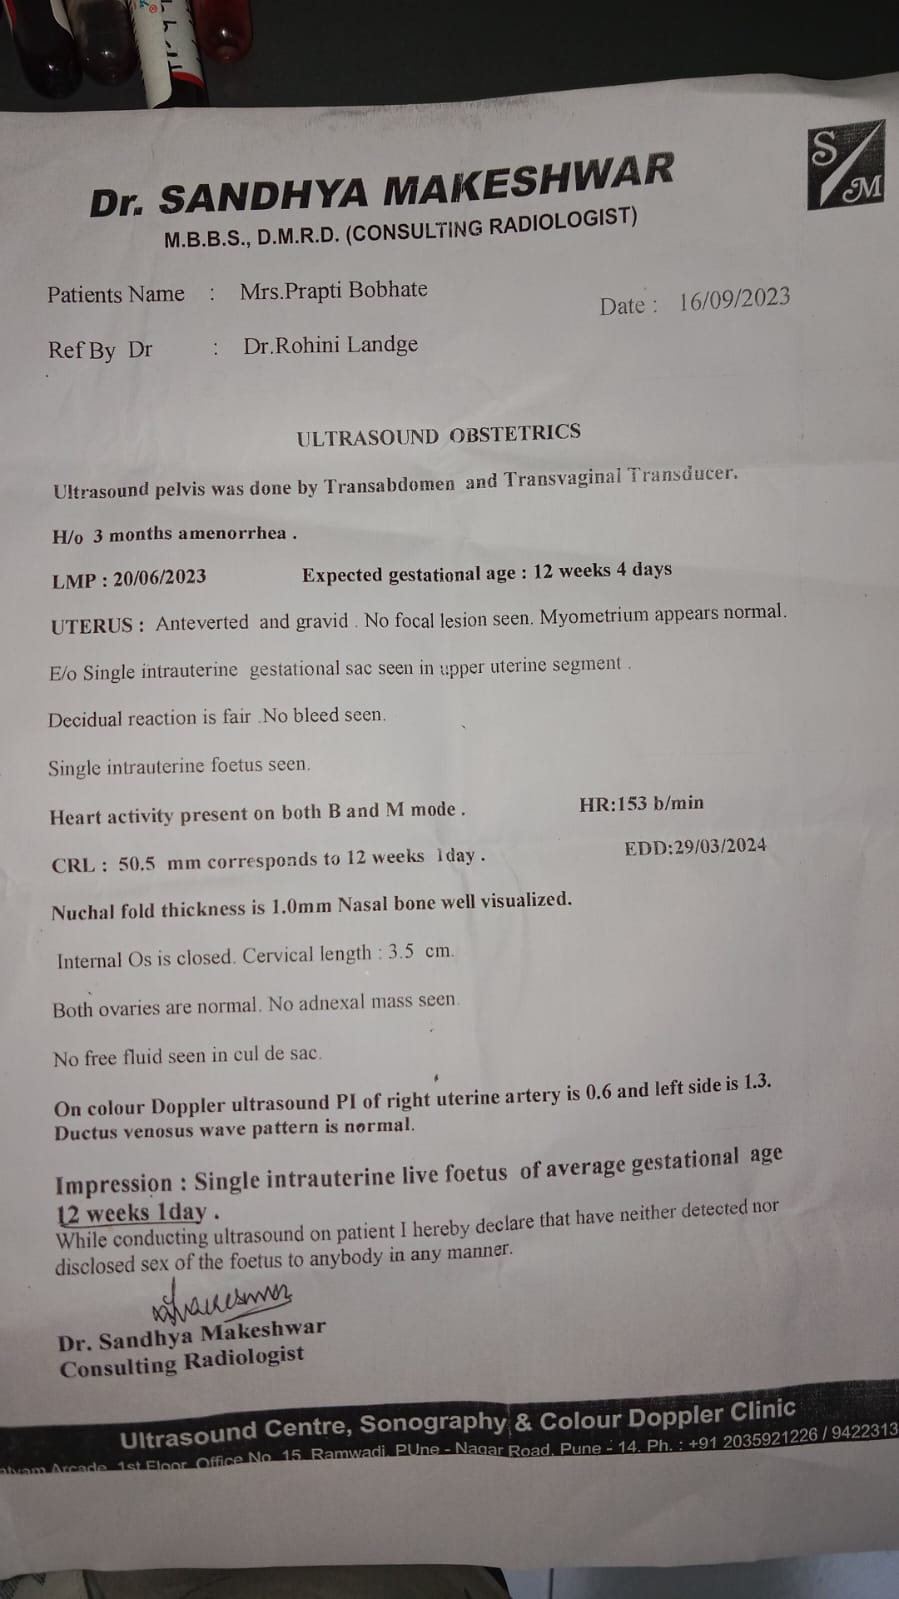 S/M
Dr. SANDHYA MAKESHWAR
M.B.B.S., D.M.R.D. (CONSULTING RADIOLOGIST)
Patients Name : Mrs.Prapti Bobhate
Date : 16/09/2023
Ref By Dr : Dr.Rohini Landge
ULTRASOUND OBSTETRICS
Ultrasound pelvis was done by Transabdomen and Transvaginal Transducer.
H/o 3 months amenorrhea .
LMP : 20/06/2023 Expected gestational age : 12 weeks 4 days
UTERUS : Anteverted and gravid . No focal lesion seen. Myometrium appears normal.
E/o Single intrauterine gestational sac seen in upper uterine segment .
Decidual reaction is fair .No bleed seen.
Single intrauterine foetus seen.
Heart activity present on both B and M mode . HR:153 b/min
CRL : 50.5 mm corresponds to 12 weeks 1day . EDD:29/03/2024
Nuchal fold thickness is 1.0mm Nasal bone well visualized.
Internal Os is closed. Cervical length : 3.5 cm.
Both ovaries are normal. No adnexal mass seen.
No free fluid seen in cul de sac.
On colour Doppler ultrasound PI of right uterine artery is 0.6 and left side is 1.3.
Ductus venosus wave pattern is normal.
Impression : Single intrauterine live foetus of average gestational age
12 weeks 1day .
While conducting ultrasound on patient I hereby declare that have neither detected nor
disclosed sex of the foetus to anybody in any manner.
Dr. Sandhya Makeshwar
Consulting Radiologist
Ultrasound Centre, Sonography & Colour Doppler Clinic
Arcade, 1st Floor, Office No. 15, Ramwadi, PUne - Nagar Road, Pune - 14. Ph. : +91 2035921226 / 9422313